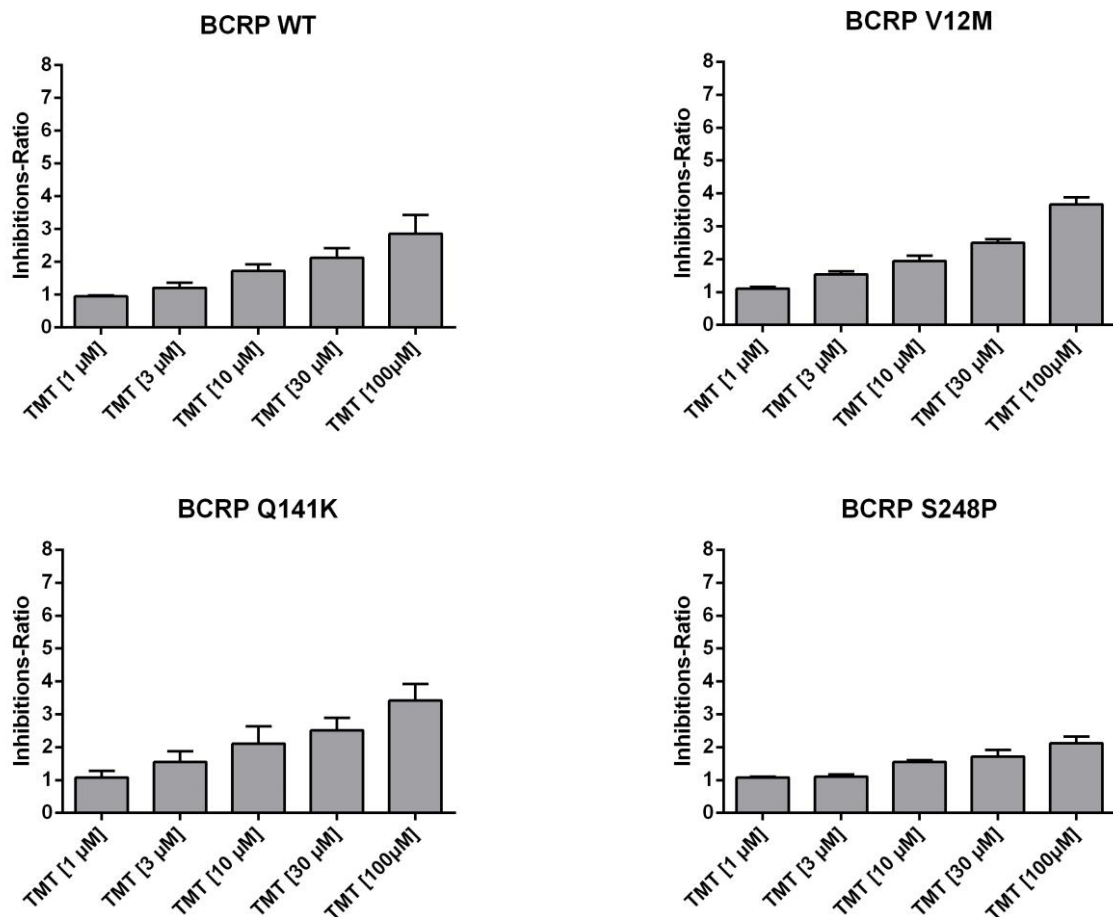 BCRP WT
Inhibitions-Ratio
8
7
6
5
4
3
2
1
0
TMT [1 µM]
TMT [3 µM]
TMT [10 µM]
TMT [30 µM]
TMT [100µM]
BCRP V12M
Inhibitions-Ratio
8
7
6
5
4
3
2
1
0
TMT [1 µM]
TMT [3 µM]
TMT [10 µM]
TMT [30 µM]
TMT [100µM]
BCRP Q141K
Inhibitions-Ratio
8
7
6
5
4
3
2
1
0
TMT [1 µM]
TMT [3 µM]
TMT [10 µM]
TMT [30 µM]
TMT [100µM]
BCRP S248P
Inhibitions-Ratio
8
7
6
5
4
3
2
1
0
TMT [1 µM]
TMT [3 µM]
TMT [10 µM]
TMT [30 µM]
TMT [100µM]